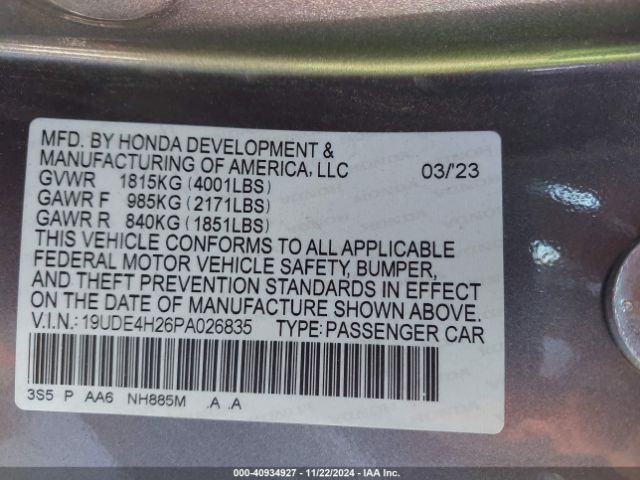 MFD. BY HONDA DEVELOPMENT &
MANUFACTURING OF AMERICA, LLC 03/'23
GVWR 1815KG (4001LBS)
GAWR F 985KG (2171LBS)
GAWR R 840KG (1851LBS)
THIS VEHICLE CONFORMS TO ALL APPLICABLE
FEDERAL MOTOR VEHICLE SAFETY, BUMPER,
AND THEFT PREVENTION STANDARDS IN EFFECT
ON THE DATE OF MANUFACTURE SHOWN ABOVE.
V.I.N.: 19UDE4H26PA026835 TYPE: PASSENGER CAR
3S5 P AA6 NH885M .A .A
000-40934927 - 11/22/2024 - IAA Inc.